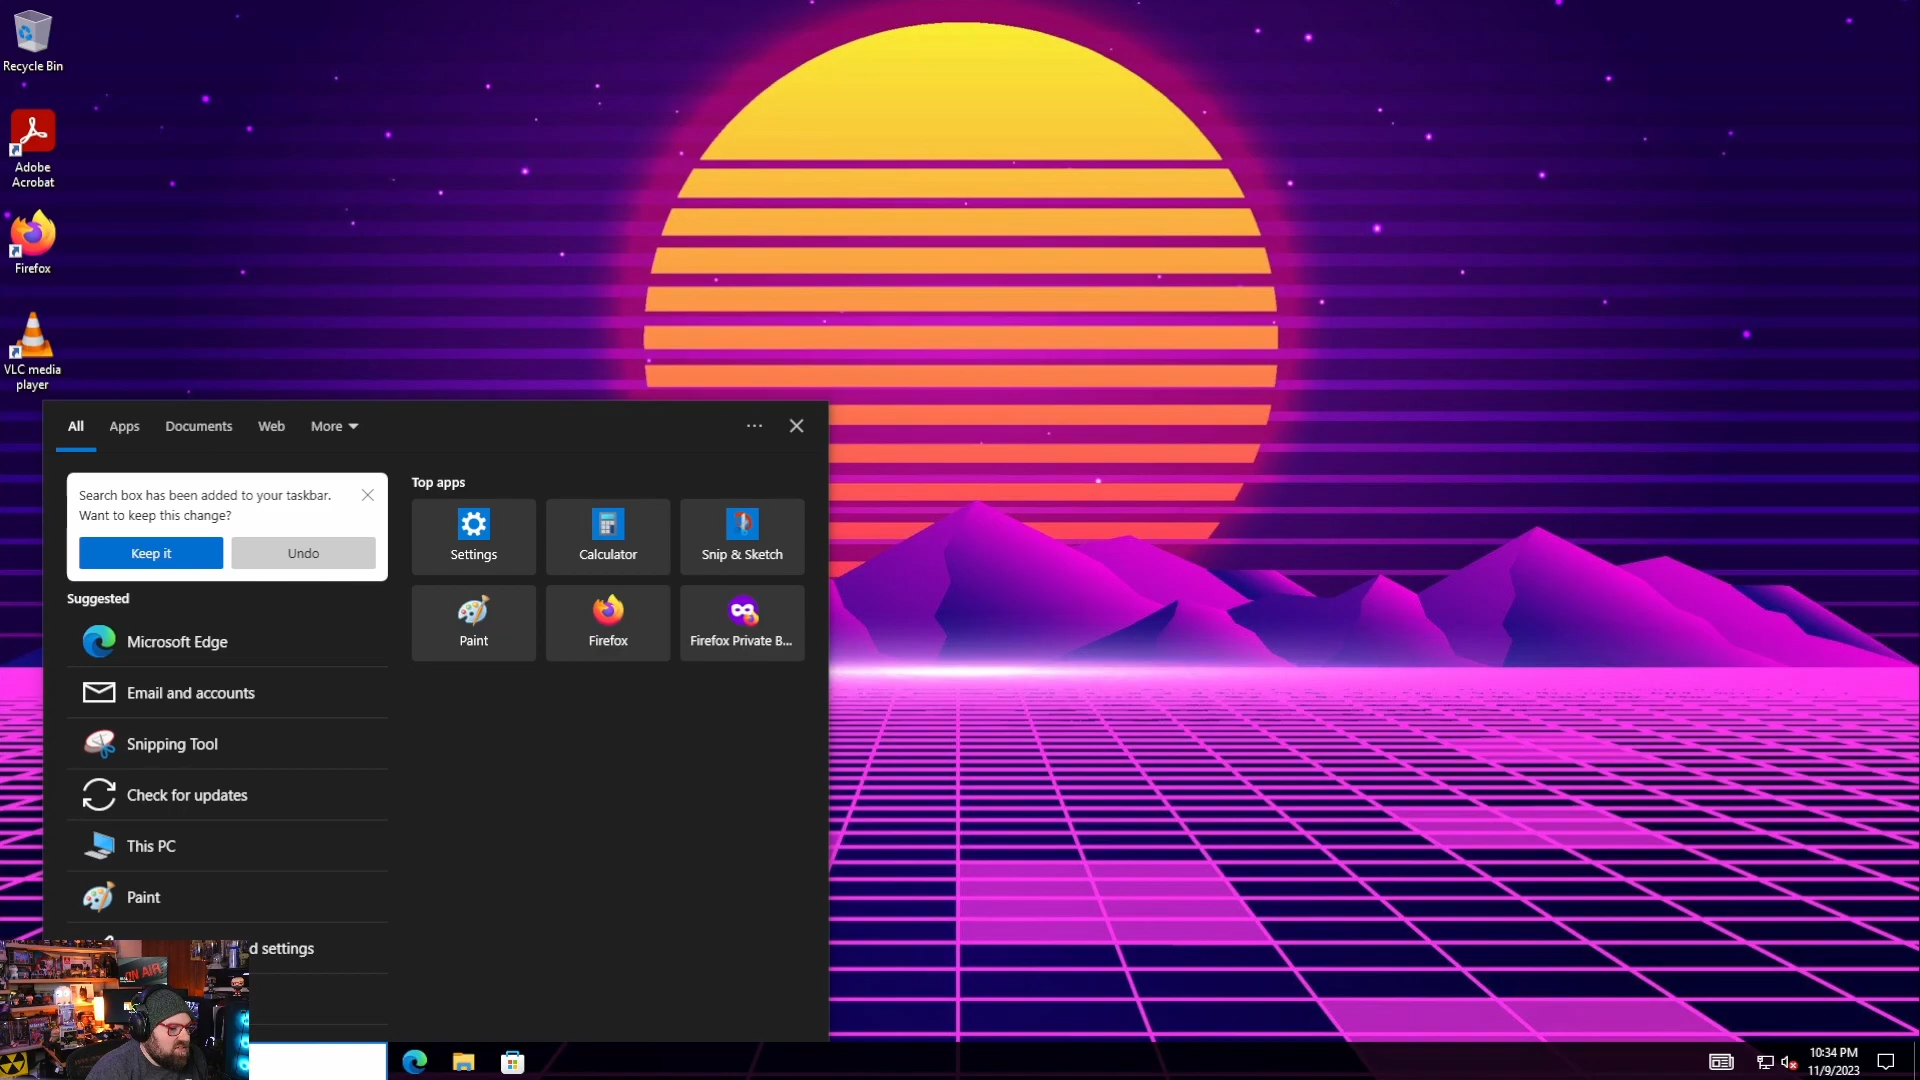 Recycle Bin
Adobe
Acrobat
Firefox
VLC media
player
All
Apps
Documents
Web
More
Search box has been added to your taskbar.
Want to keep this change?
Keep it
Undo
Suggested
Microsoft Edge
Email and accounts
Snipping Tool
Check for updates
This PC
Paint
d settings
Top apps
Settings
Calculator
Snip & Sketch
Paint
Firefox
Firefox Private B...
ON AIR
10:34 PM
11/9/2023